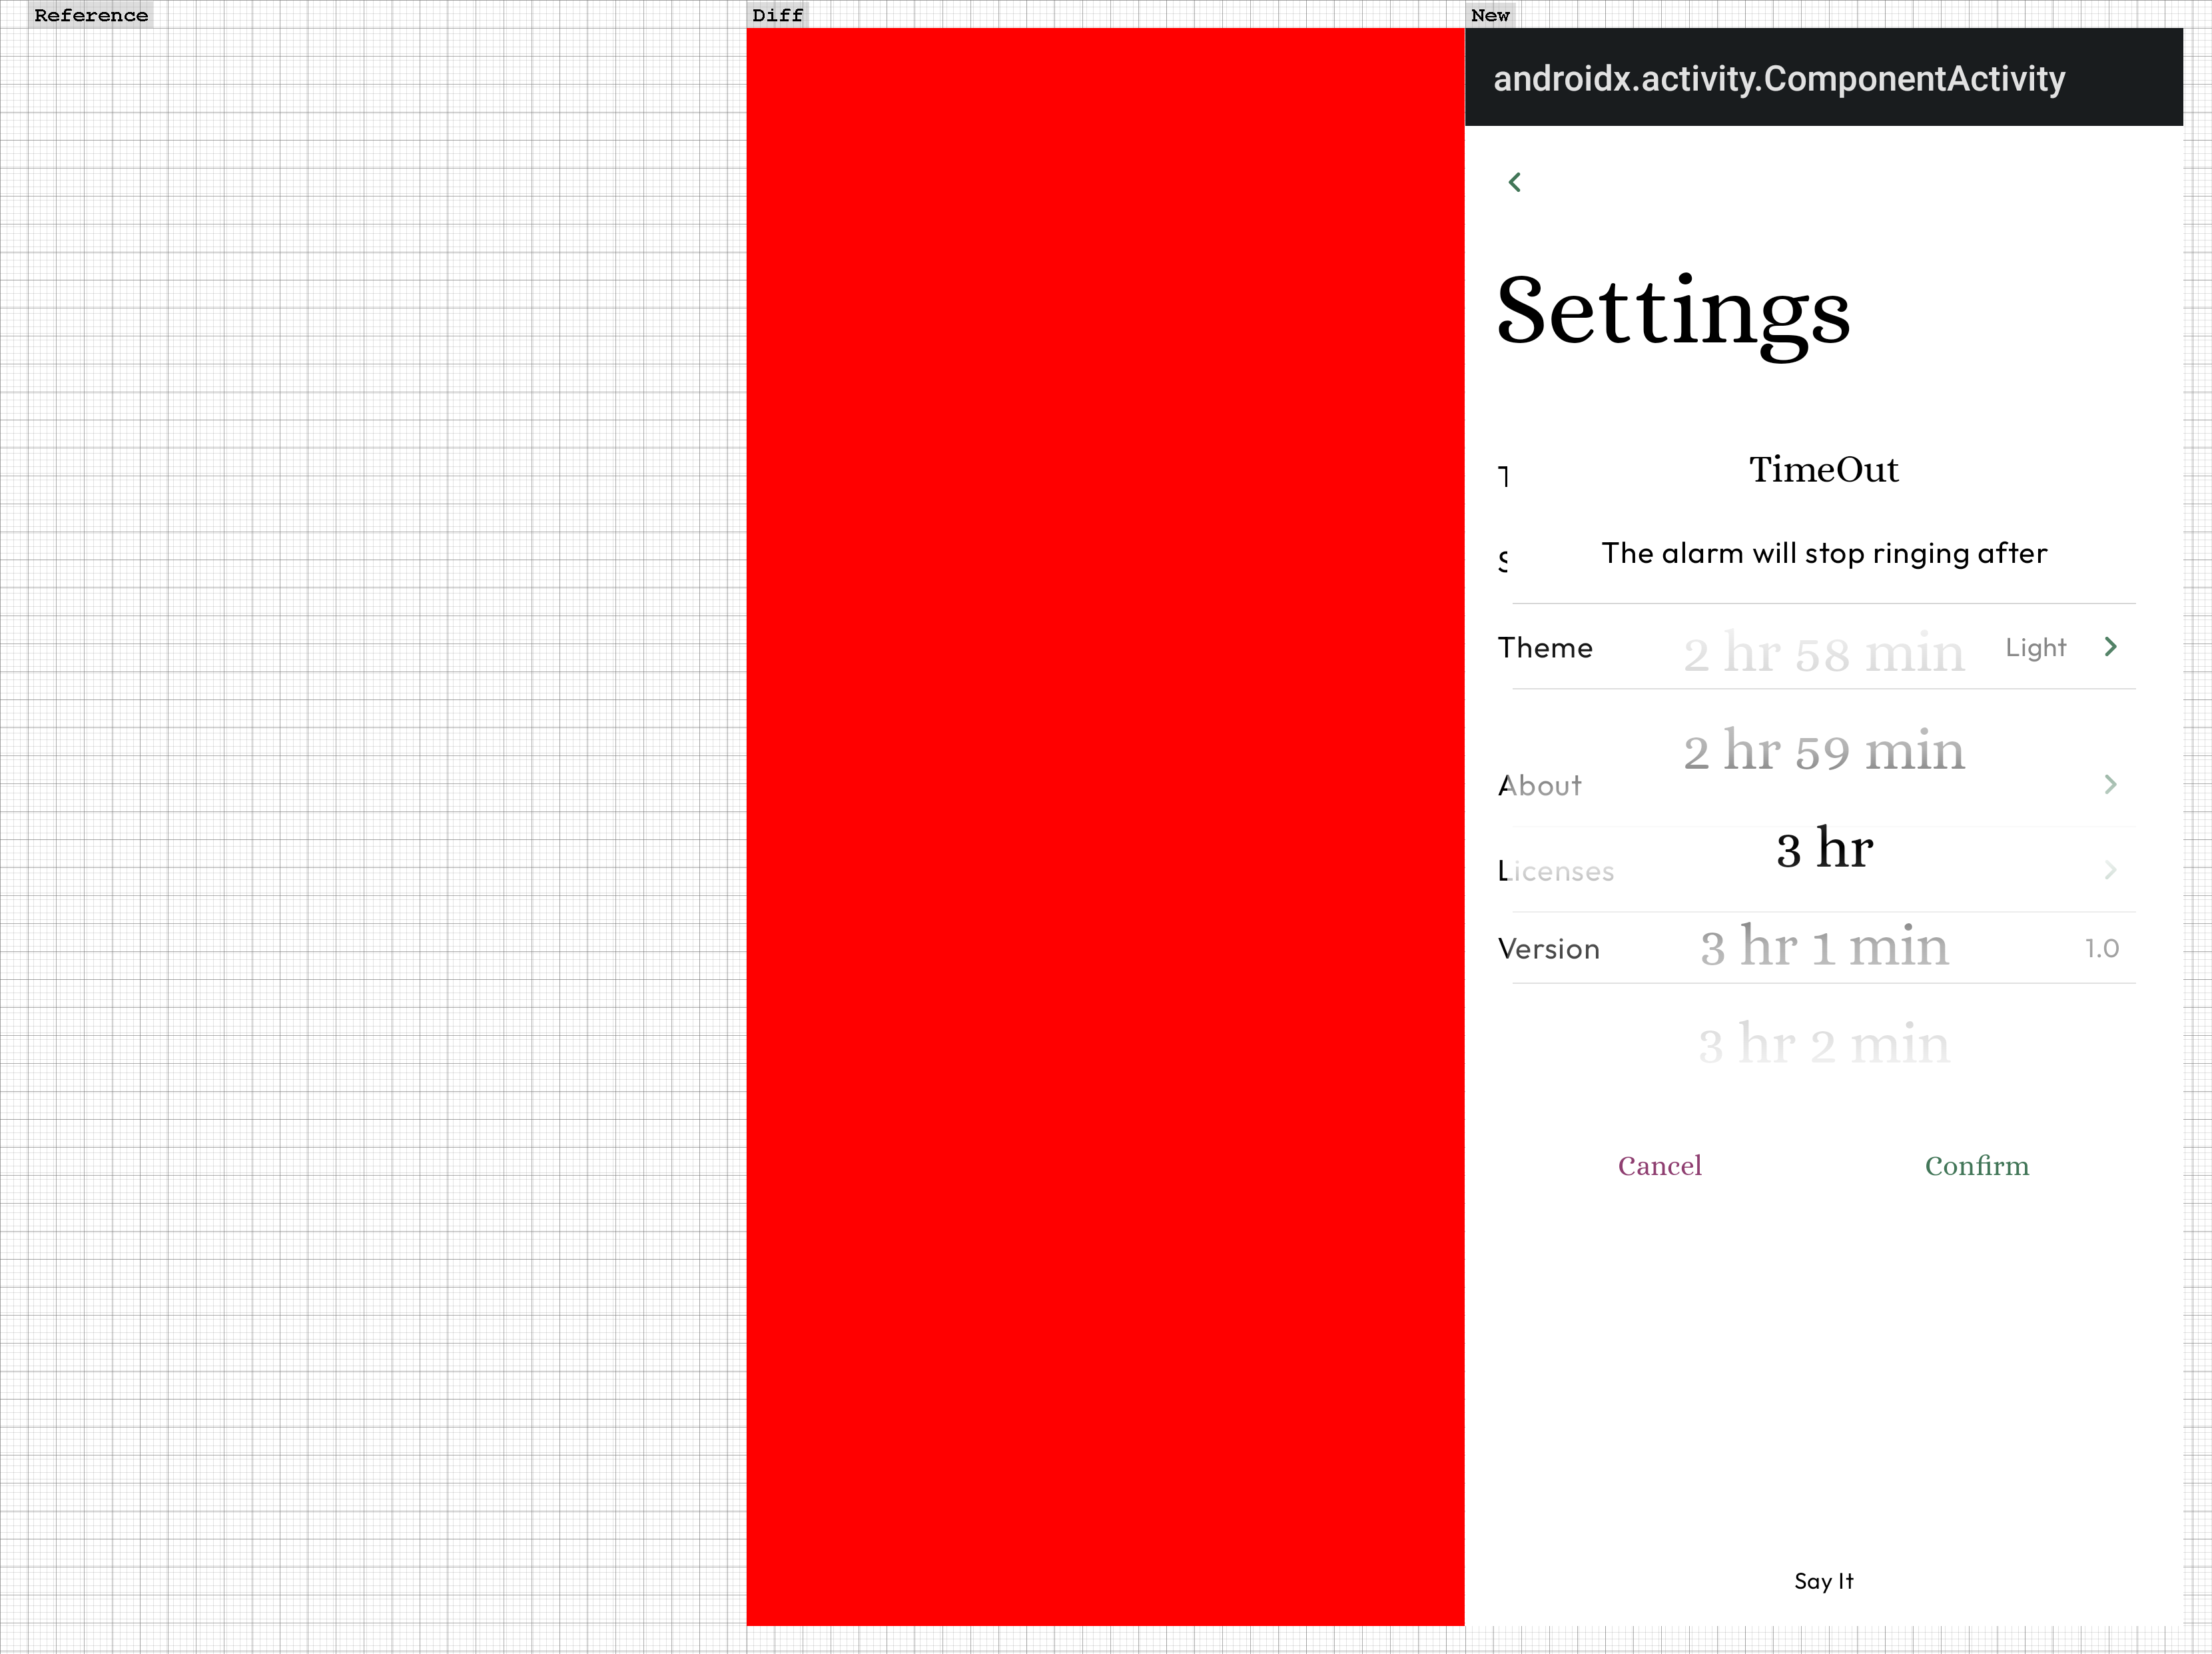 Reference Diff New
androidx.activity.ComponentActivity
Settings
TimeOut
T
S
The alarm will stop ringing after
Theme 2 hr 58 min Light
2 hr 59 min
About
3 hr
Licenses
Version 3 hr 1 min 1.0
3 hr 2 min
Cancel Confirm
Say It